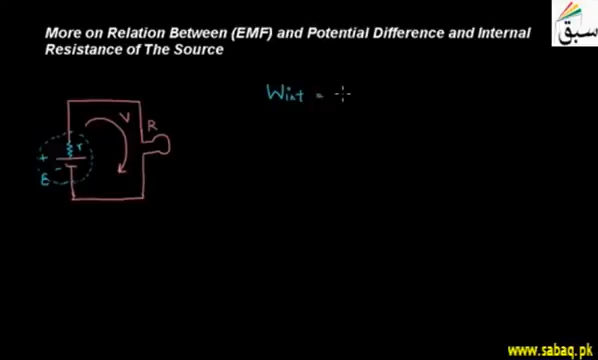 More on Relation Between (EMF) and Potential Difference and Internal
Resistance of The Source
سبق
Wint =
V
R
r
+
-
E
www.sabaq.pk